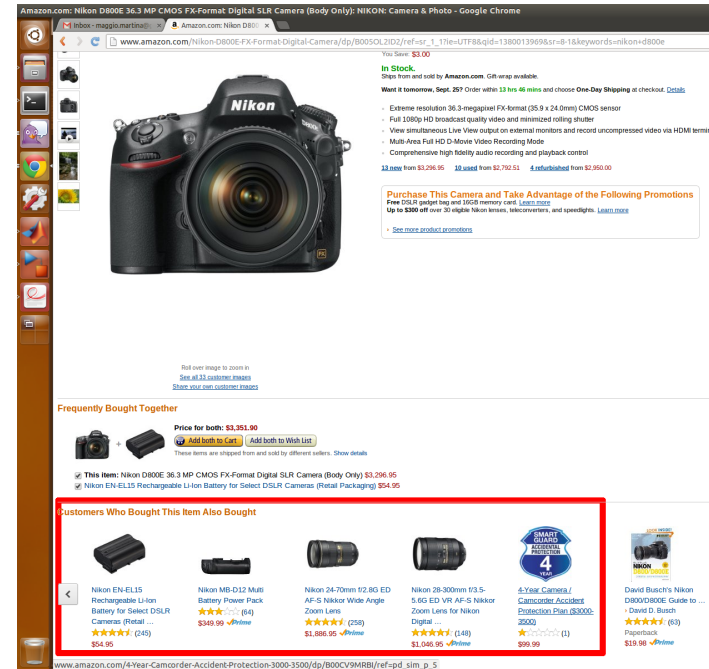 Amazon.com: Nikon D800E 36.3 MP CMOS FX-Format Digital SLR Camera (Body Only): NIKON: Camera & Photo - Google Chrome
Inbox - maggio.martina@
Amazon.com: Nikon D800
www.amazon.com/Nikon-D800E-FX-Format-Digital-Camera/dp/B005OL2ID2/ref=sr_1_1?ie=UTF8&qid=1380013969&sr=8-1&keywords=nikon+d800e
You Save: $3.00
In Stock.
Ships from and sold by Amazon.com. Gift-wrap available.
Want it tomorrow, Sept. 25? Order within 13 hrs 46 mins and choose One-Day Shipping at checkout. Details
Extreme resolution 36.3-megapixel FX-format (35.9 x 24.0mm) CMOS sensor
Full 1080p HD broadcast quality video and minimized rolling shutter
View simultaneous Live View output on external monitors and record uncompressed video via HDMI termin
Multi-Area Full HD D-Movie Video Recording Mode
Comprehensive high fidelity audio recording and playback control
13 new from $3,296.95 10 used from $2,792.51 4 refurbished from $2,950.00
Purchase This Camera and Take Advantage of the Following Promotions
Free DSLR gadget bag and 16GB memory card. Learn more
Up to $300 off over 30 eligible Nikon lenses, teleconverters, and speedlights. Learn more
See more product promotions
Nikon
D800
FX
Roll over image to zoom in
See all 33 customer images
Share your own customer images
Frequently Bought Together
Price for both: $3,351.90
+
Add both to Cart Add both to Wish List
These items are shipped from and sold by different sellers. Show details
This item: Nikon D800E 36.3 MP CMOS FX-Format Digital SLR Camera (Body Only) $3,296.95
Nikon EN-EL15 Rechargeable Li-Ion Battery for Select DSLR Cameras (Retail Packaging) $54.95
Customers Who Bought This Item Also Bought
Nikon EN-EL15
Rechargeable Li-Ion
Battery for Select DSLR
Cameras (Retail ...
(245)
$54.95
Nikon MB-D12 Multi
Battery Power Pack
(64)
$349.99 Prime
Nikon 24-70mm f/2.8G ED
AF-S Nikkor Wide Angle
Zoom Lens
(258)
$1,886.95 Prime
Nikon 28-300mm f/3.5-
5.6G ED VR AF-S Nikkor
Zoom Lens for Nikon
Digital ...
(148)
$1,046.95 Prime
SMART
GUARD
ACCIDENTAL
PROTECTION
4
YEAR
4-Year Camera /
Camcorder Accident
Protection Plan ($3000-
3500)
(1)
$99.99
NIKON
D800/D800E
David Busch's Nikon
D800/D800E Guide to ...
› David D. Busch
(63)
Paperback
$19.98 Prime
www.amazon.com/4-Year-Camcorder-Accident-Protection-3000-3500/dp/B00CV9MRBI/ref=pd_sim_p_5